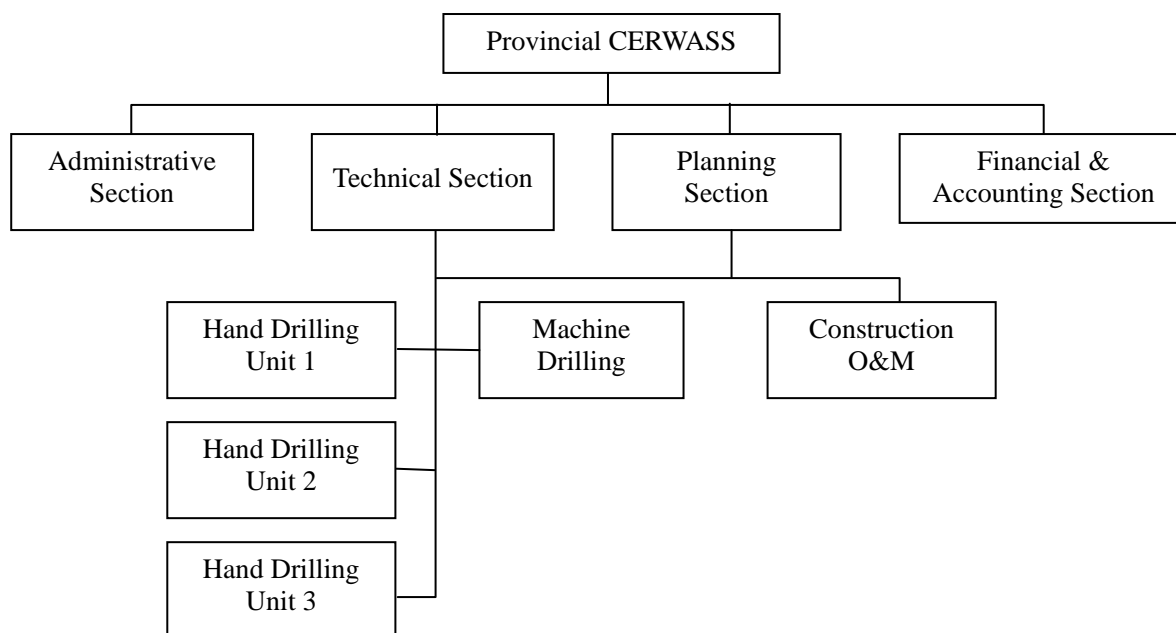 Provincial CERWASS
Administrative
Section
Technical Section
Planning
Section
Financial &
Accounting Section
Hand Drilling
Unit 1
Machine
Drilling
Construction
O&M
Hand Drilling
Unit 2
Hand Drilling
Unit 3